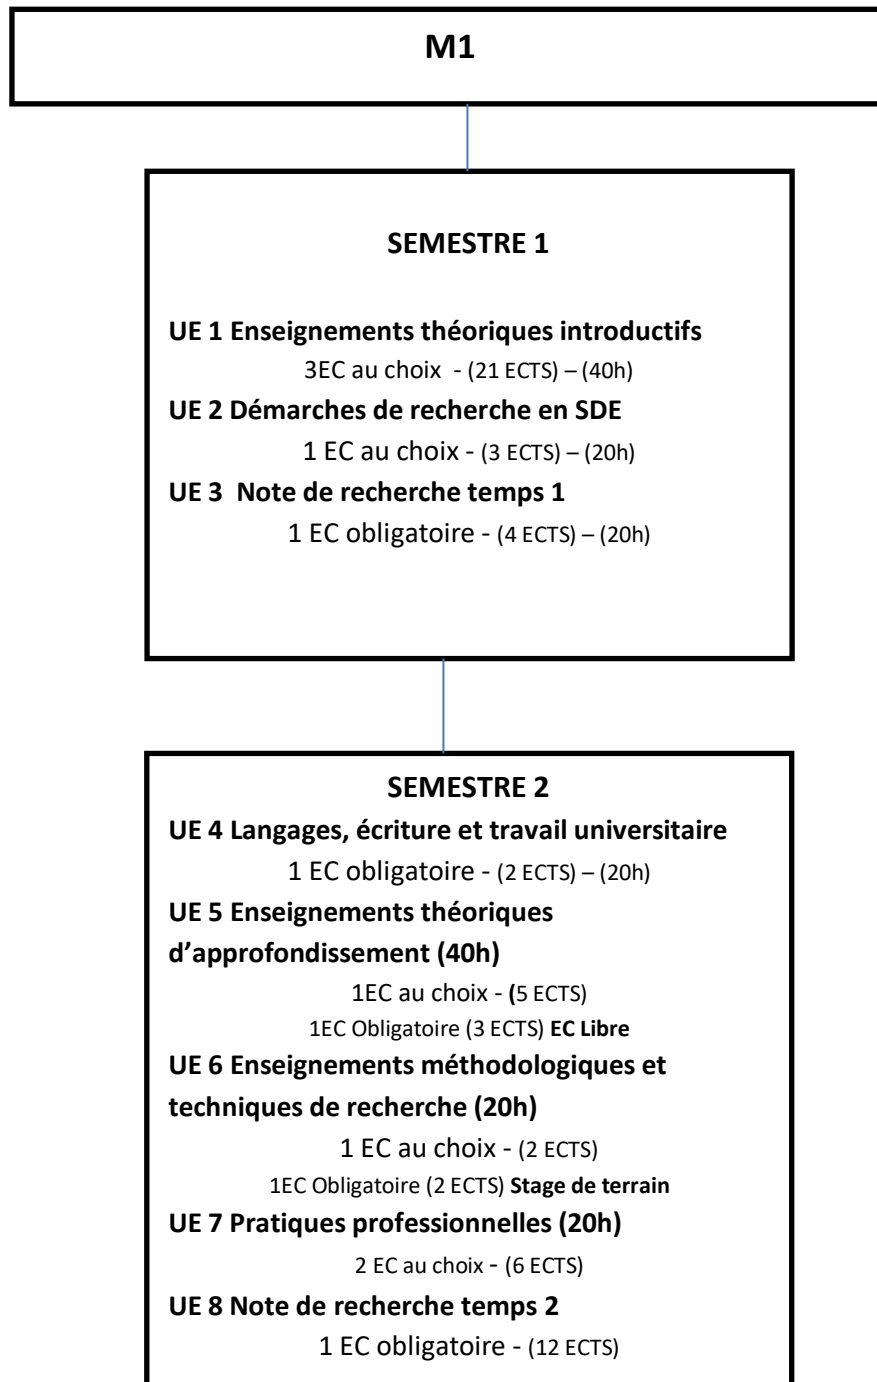 M1
SEMESTRE 1
UE 1 Enseignements théoriques introductifs
3EC au choix - (21 ECTS) – (40h)
UE 2 Démarches de recherche en SDE
1 EC au choix - (3 ECTS) – (20h)
UE 3 Note de recherche temps 1
1 EC obligatoire - (4 ECTS) – (20h)
SEMESTRE 2
UE 4 Langages, écriture et travail universitaire
1 EC obligatoire - (2 ECTS) – (20h)
UE 5 Enseignements théoriques
d’approfondissement (40h)
1EC au choix - (5 ECTS)
1EC Obligatoire (3 ECTS) EC Libre
UE 6 Enseignements méthodologiques et
techniques de recherche (20h)
1 EC au choix - (2 ECTS)
1EC Obligatoire (2 ECTS) Stage de terrain
UE 7 Pratiques professionnelles (20h)
2 EC au choix - (6 ECTS)
UE 8 Note de recherche temps 2
1 EC obligatoire - (12 ECTS)